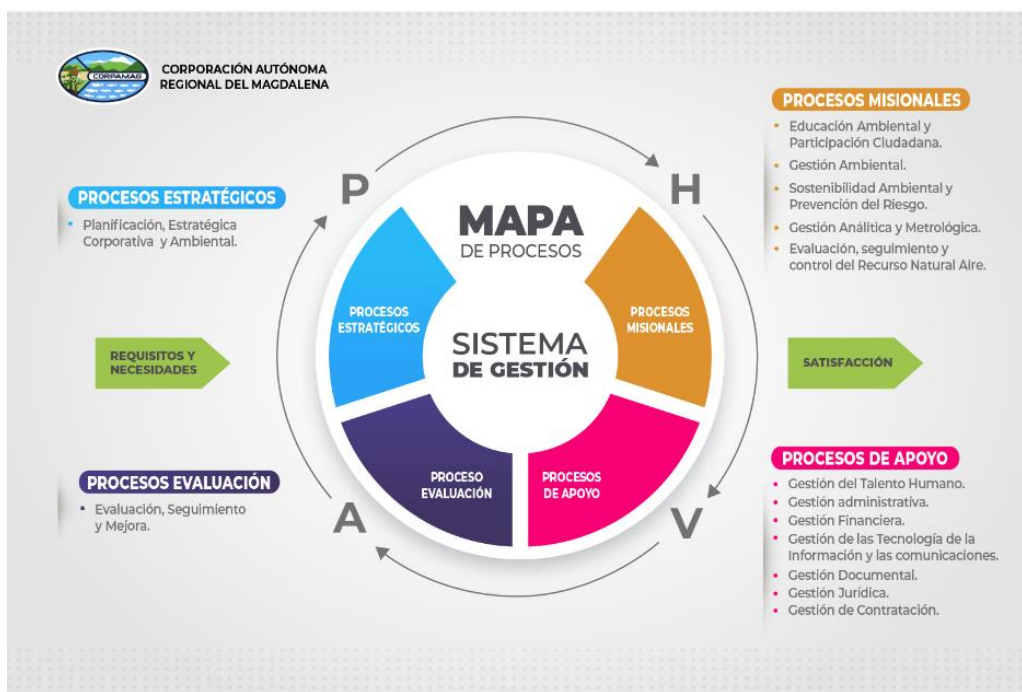 CORPAMAG
CORPORACIÓN AUTÓNOMA
REGIONAL DEL MAGDALENA
PROCESOS ESTRATÉGICOS
• Planificación, Estratégica
Corporativa y Ambiental.
REQUISITOS Y
NECESIDADES
PROCESOS EVALUACIÓN
• Evaluación, Seguimiento
y Mejora.
P
H
V
A
MAPA
DE PROCESOS
SISTEMA
DE GESTIÓN
PROCESOS
ESTRATÉGICOS
PROCESOS
MISIONALES
PROCESO
EVALUACIÓN
PROCESOS
DE APOYO
PROCESOS MISIONALES
• Educación Ambiental y
Participación Ciudadana.
• Gestión Ambiental.
• Sostenibilidad Ambiental y
Prevención del Riesgo.
• Gestión Análitica y Metrológica.
• Evaluación, seguimiento y
control del Recurso Natural Aire.
SATISFACCIÓN
PROCESOS DE APOYO
• Gestión del Talento Humano.
• Gestión administrativa.
• Gestión Financiera.
• Gestión de las Tecnología de la
Información y las comunicaciones.
• Gestión Documental.
• Gestión Jurídica.
• Gestión de Contratación.